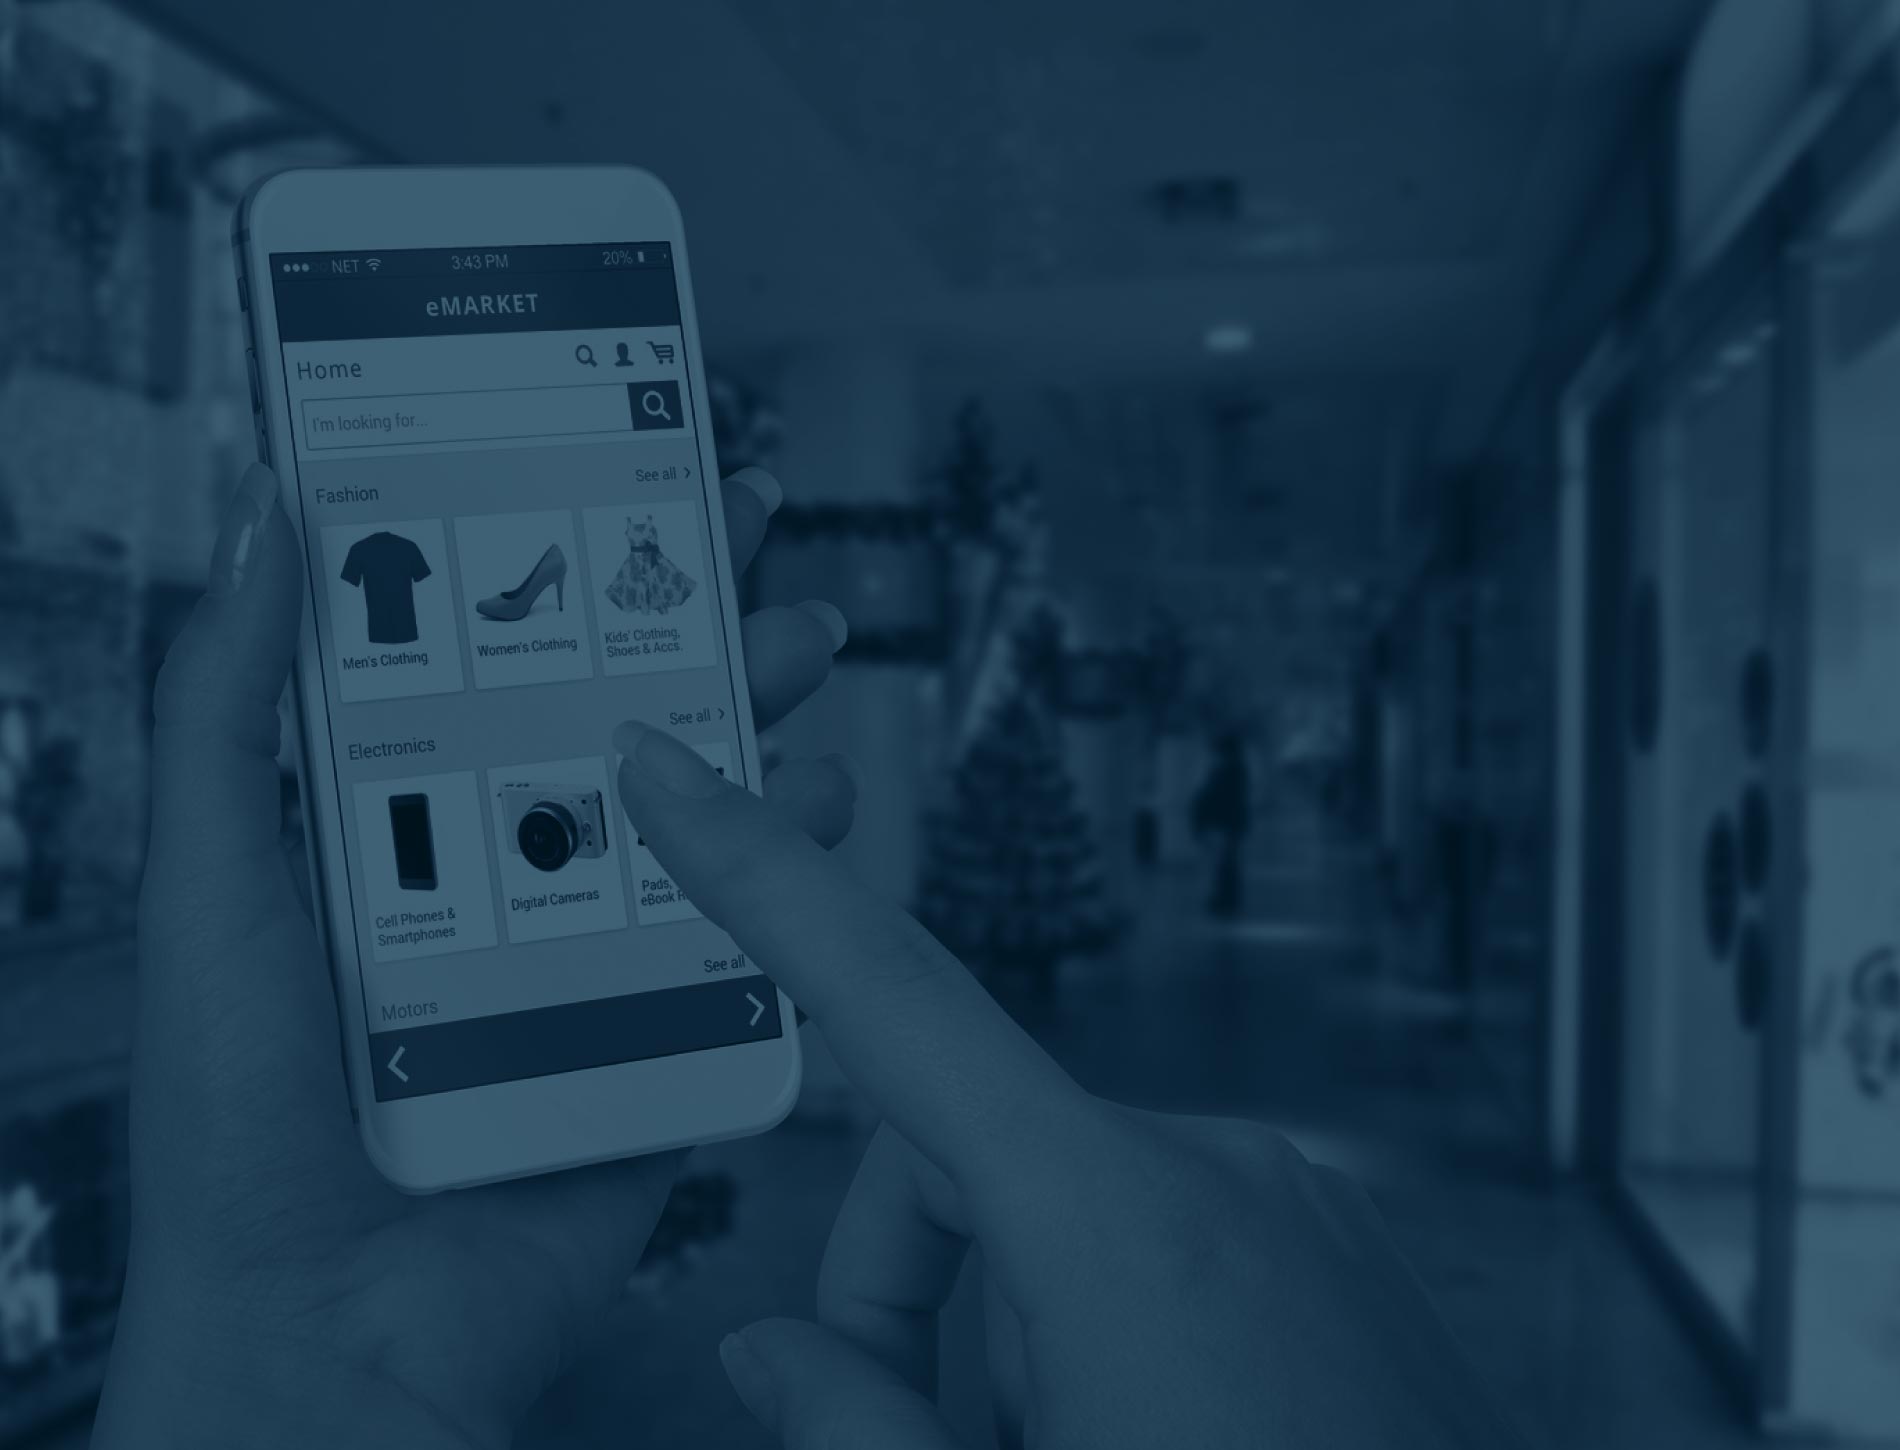 NET 3:43 PM 20%
eMARKET
Home
I'm looking for...
See all
Fashion
Men's Clothing
Women's Clothing
Kids' Clothing,
Shoes & Accs.
See all
Electronics
Cell Phones &
Smartphones
Digital Cameras
Pads,
eBook
See all
Motors